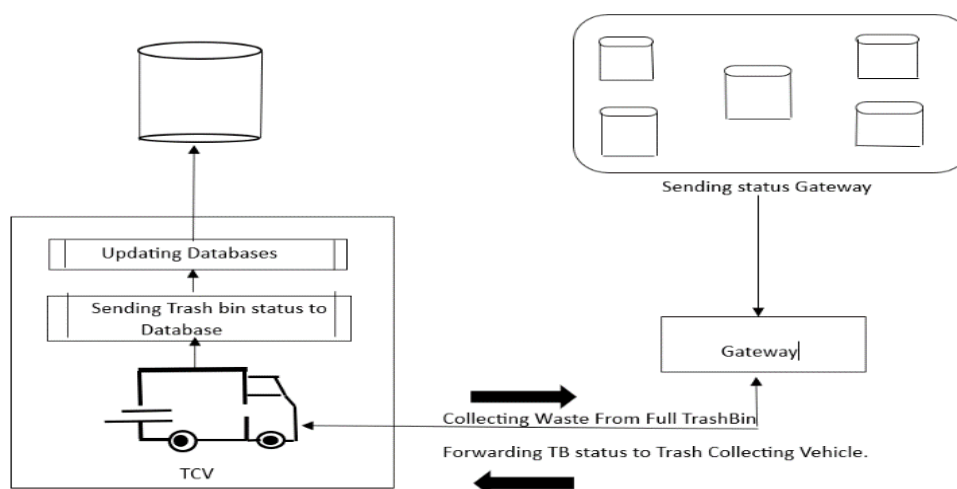 Sending status Gateway
Updating Databases
Sending Trash bin status to
Database
Gateway
Collecting Waste From Full TrashBin
Forwarding TB status to Trash Collecting Vehicle.
TCV